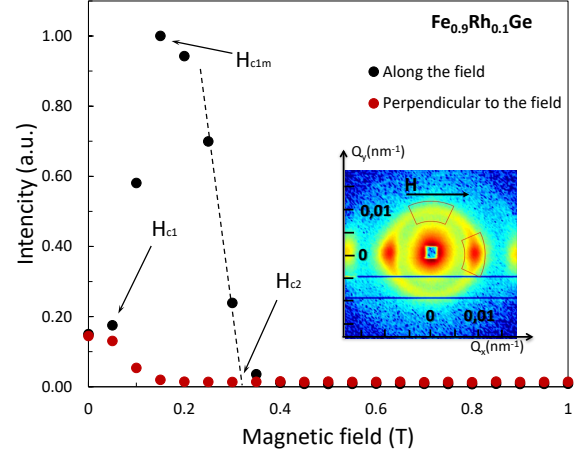 Fe0.9Rh0.1Ge
Along the field
Perpendicular to the field
Hc1m
Hc1
Hc2
Intencity (a.u.)
1.00
0.80
0.60
0.40
0.20
0.00
0
0.2
0.4
0.6
0.8
1
Magnetic field (T)
Qy(nm-1)
H
0,01
0
0
0,01
Qx(nm-1)